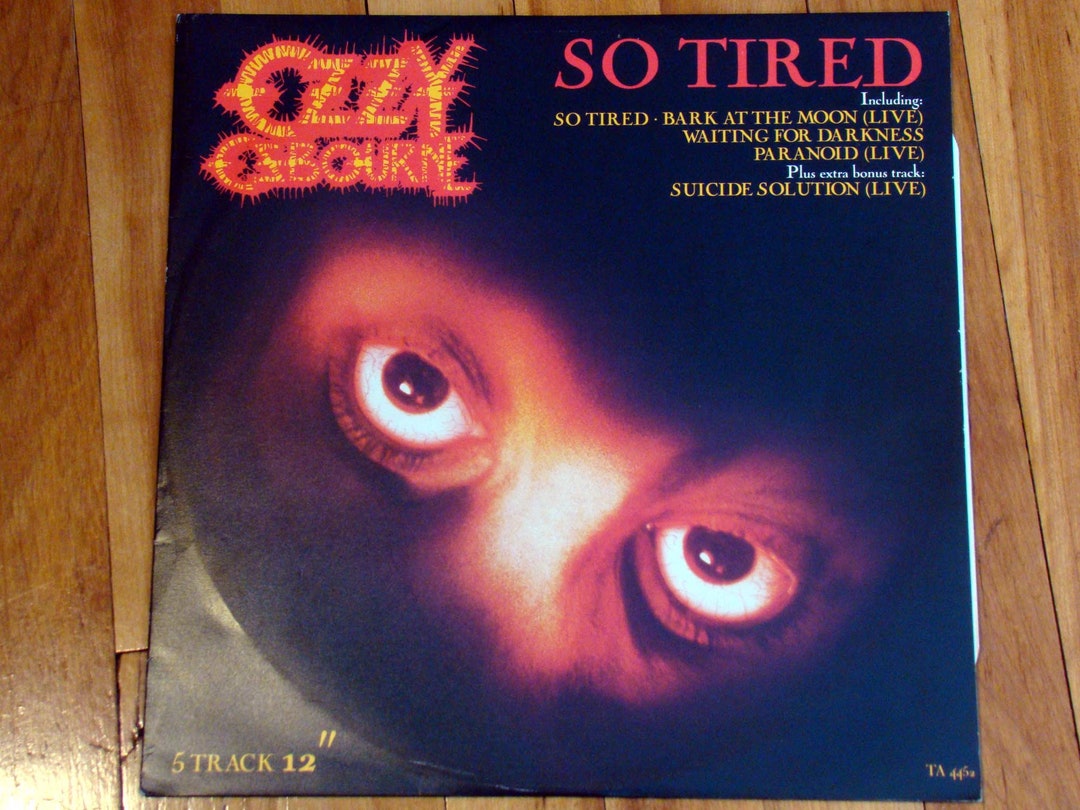 OZZY
OSBOURNE
SO TIRED
Including:
SO TIRED · BARK AT THE MOON (LIVE)
WAITING FOR DARKNESS
PARANOID (LIVE)
Plus extra bonus track:
SUICIDE SOLUTION (LIVE)
5 TRACK 12"
TA 4452